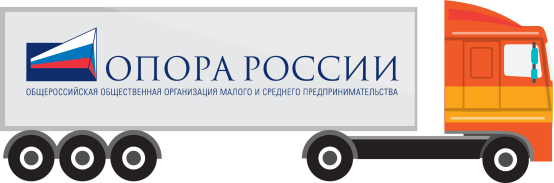 ОПОРА РОССИИ
ОБЩЕРОССИЙСКАЯ ОБЩЕСТВЕННАЯ ОРГАНИЗАЦИЯ МАЛОГО И СРЕДНЕГО ПРЕДПРИНИМАТЕЛЬСТВА